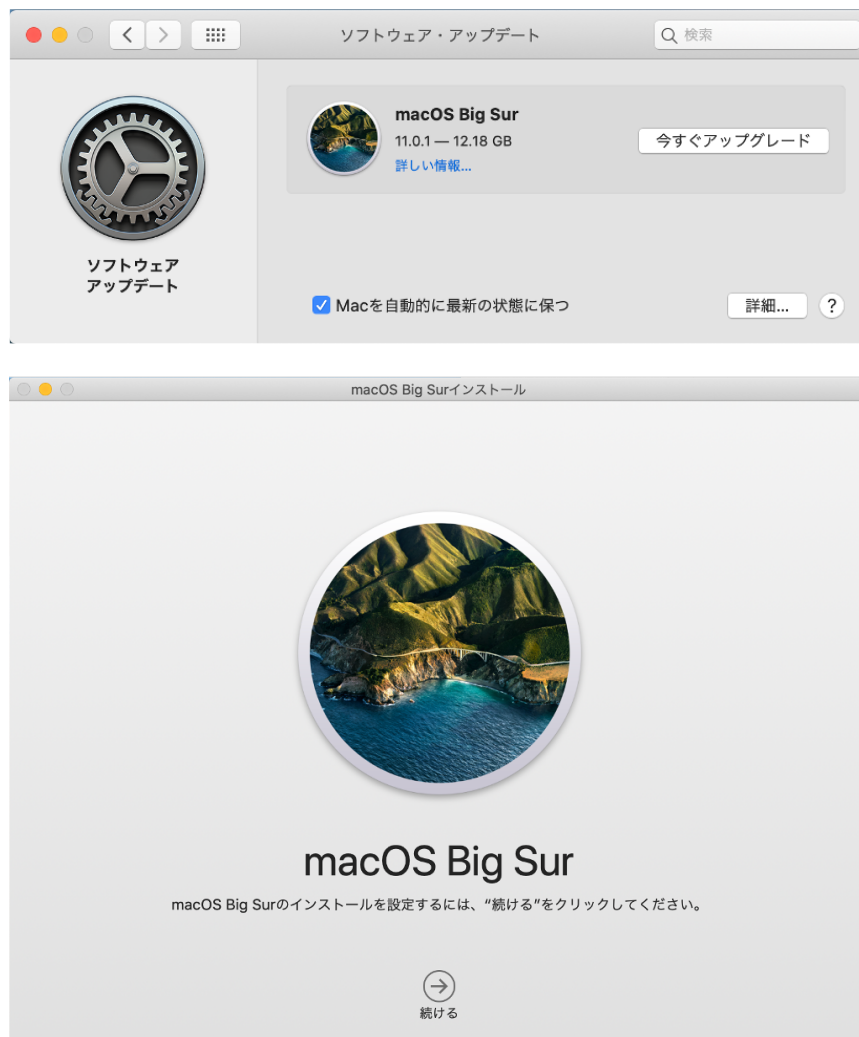 ソフトウェア・アップデート
検索
macOS Big Sur
11.0.1 — 12.18 GB
今すぐアップグレード
詳しい情報...
ソフトウェア
アップデート
Macを自動的に最新の状態に保つ
詳細...
?
macOS Big Surインストール
macOS Big Sur
macOS Big Surのインストールを設定するには、“続ける”をクリックしてください。
続ける